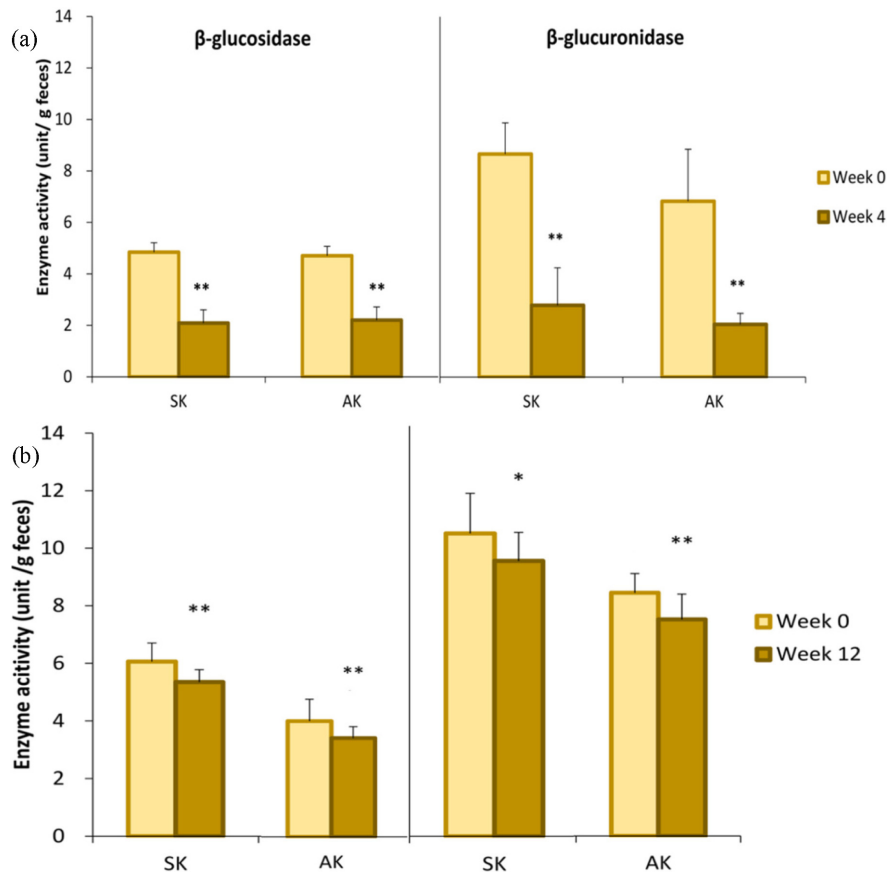 (a)
β-glucosidase
β-glucuronidase
Enzyme activity (unit/ g feces)
14
12
10
8
6
4
2
0
**
**
**
**
SK
AK
SK
AK
Week 0
Week 4
(b)
Enzyme acitivity (unit /g feces)
14
12
10
8
6
4
2
0
**
**
*
**
SK
AK
SK
AK
Week 0
Week 12